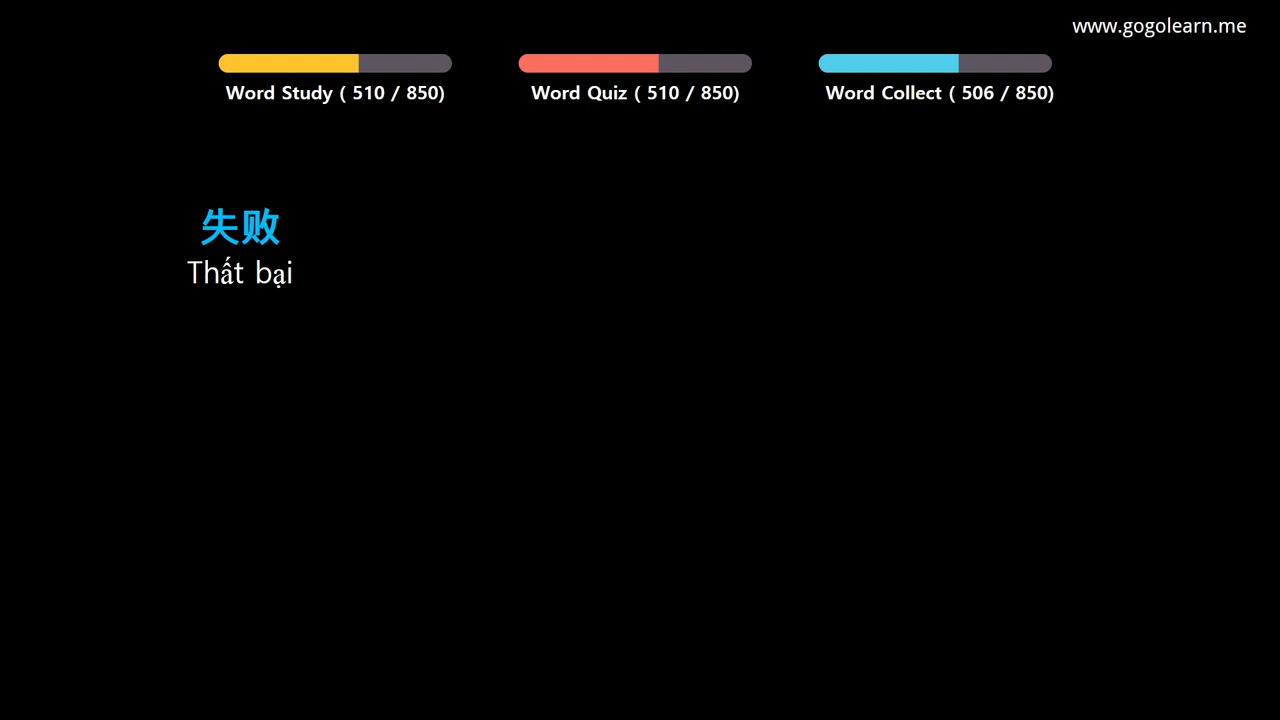 www.gogolearn.me
Word Study ( 510 / 850)
Word Quiz ( 510 / 850)
Word Collect ( 506 / 850)
失败
Thất bại